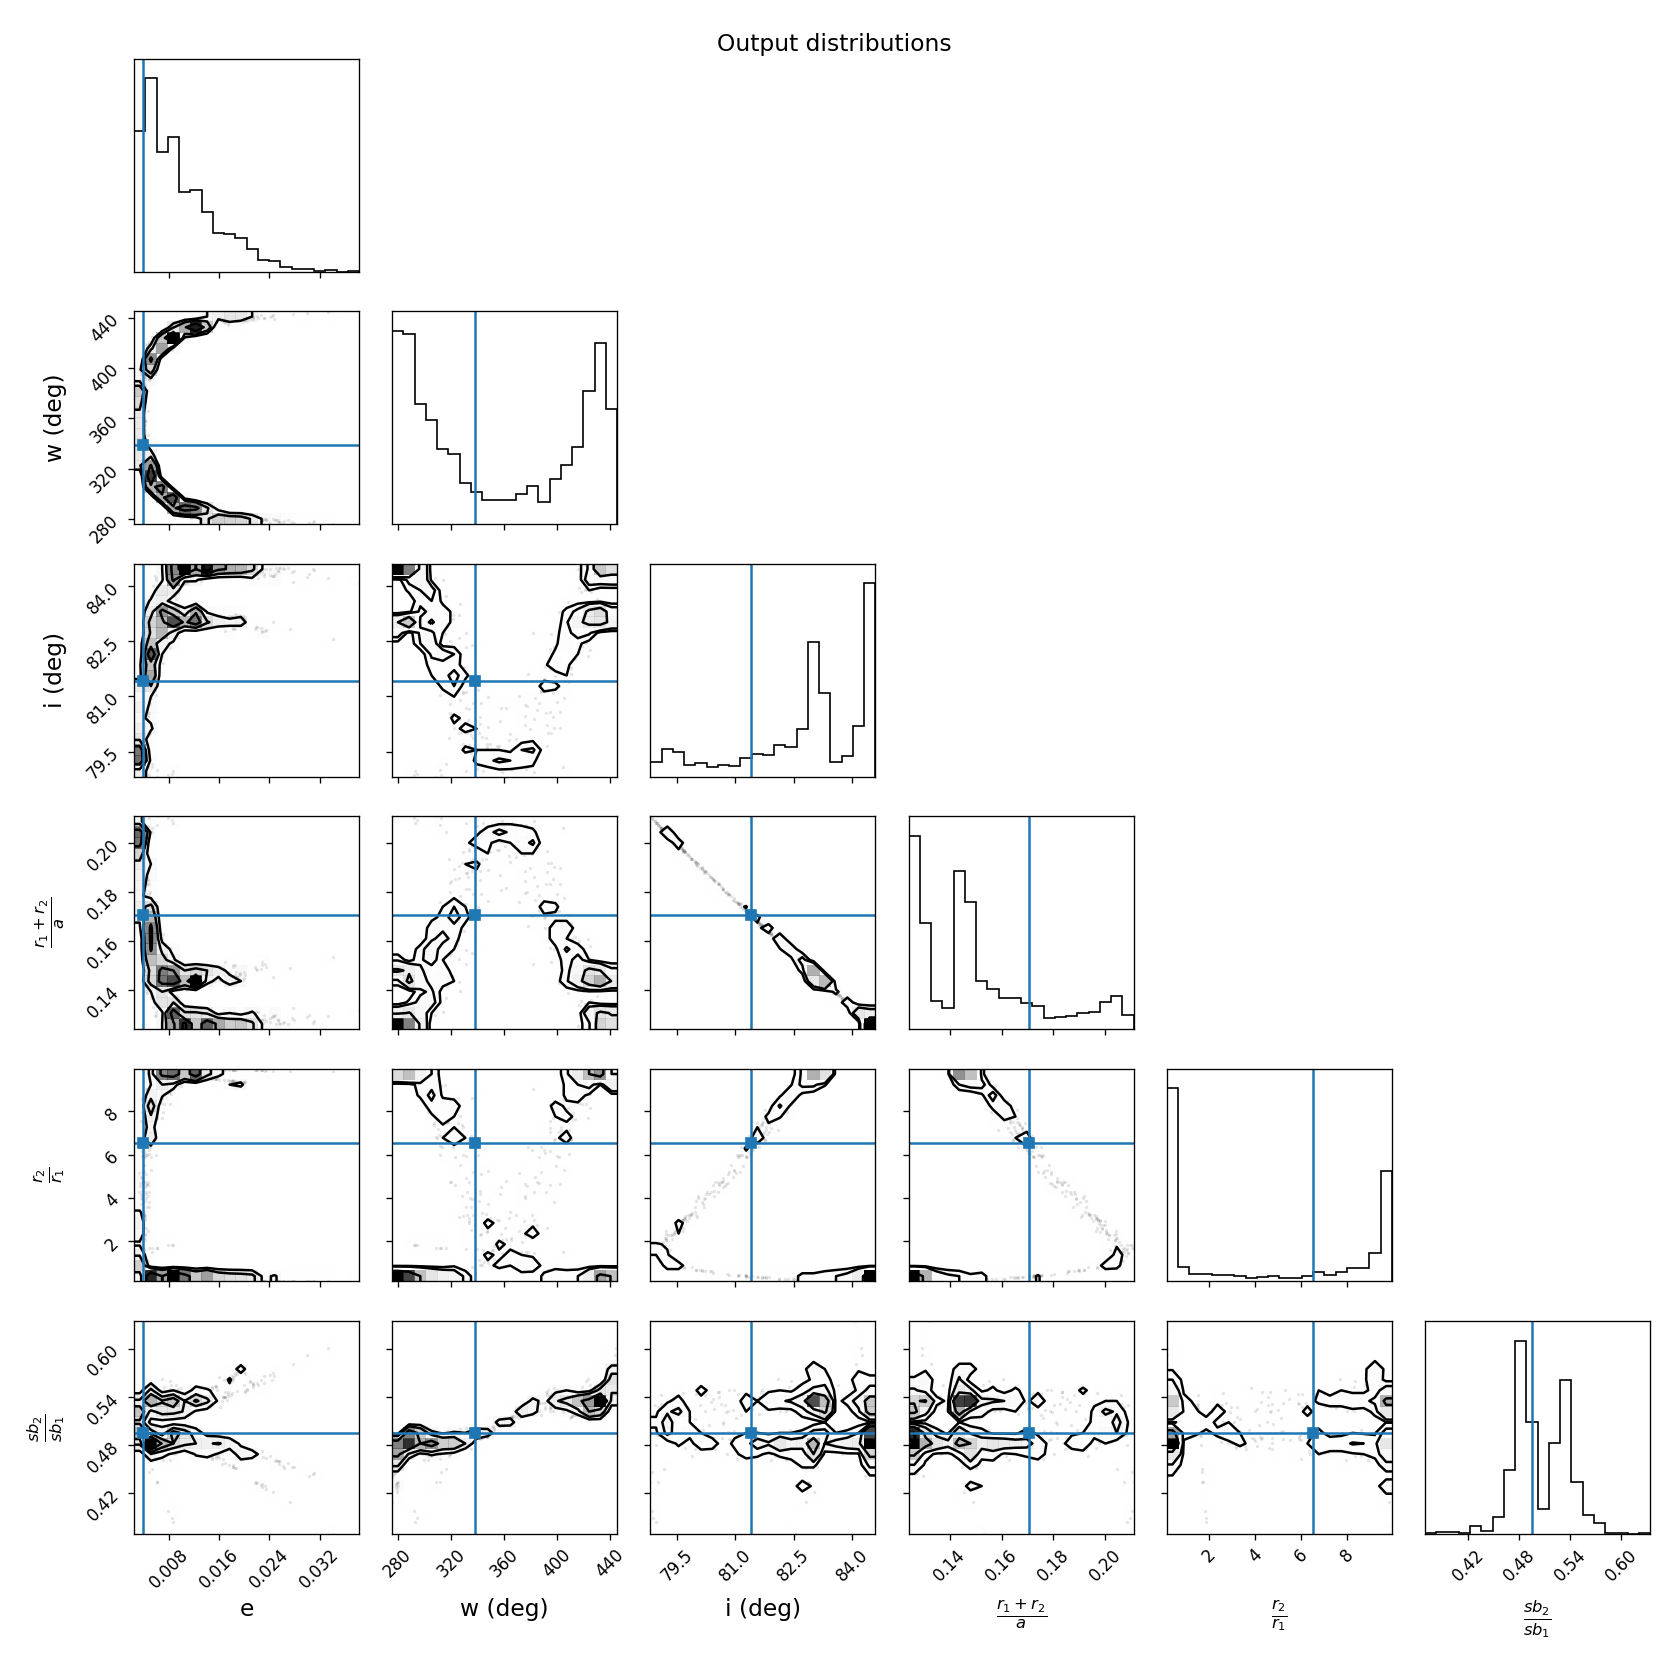 Output distributions
440
400
360
320
280
w (deg)
84.0
82.5
81.0
79.5
i (deg)
0.20
0.18
0.16
0.14
r1 + r2
a
8
6
4
2
r2
r1
0.60
0.54
0.48
0.42
sb2
sb1
0.008 0.016 0.024 0.032
e
280 320 360 400 440
w (deg)
79.5 81.0 82.5 84.0
i (deg)
0.14 0.16 0.18 0.20
r1 + r2
a
2 4 6 8
r2
r1
0.42 0.48 0.54 0.60
sb2
sb1